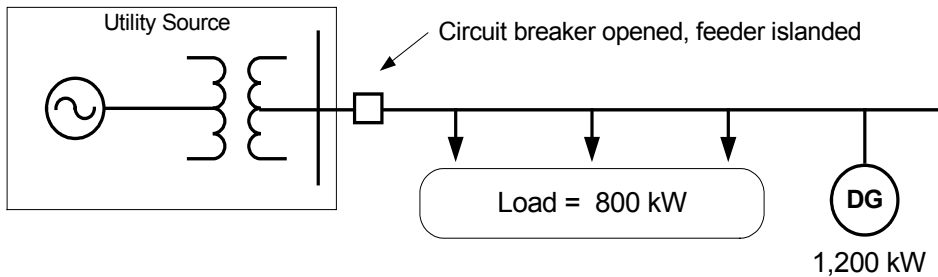 Utility Source
Circuit breaker opened, feeder islanded
Load = 800 kW
DG
1,200 kW